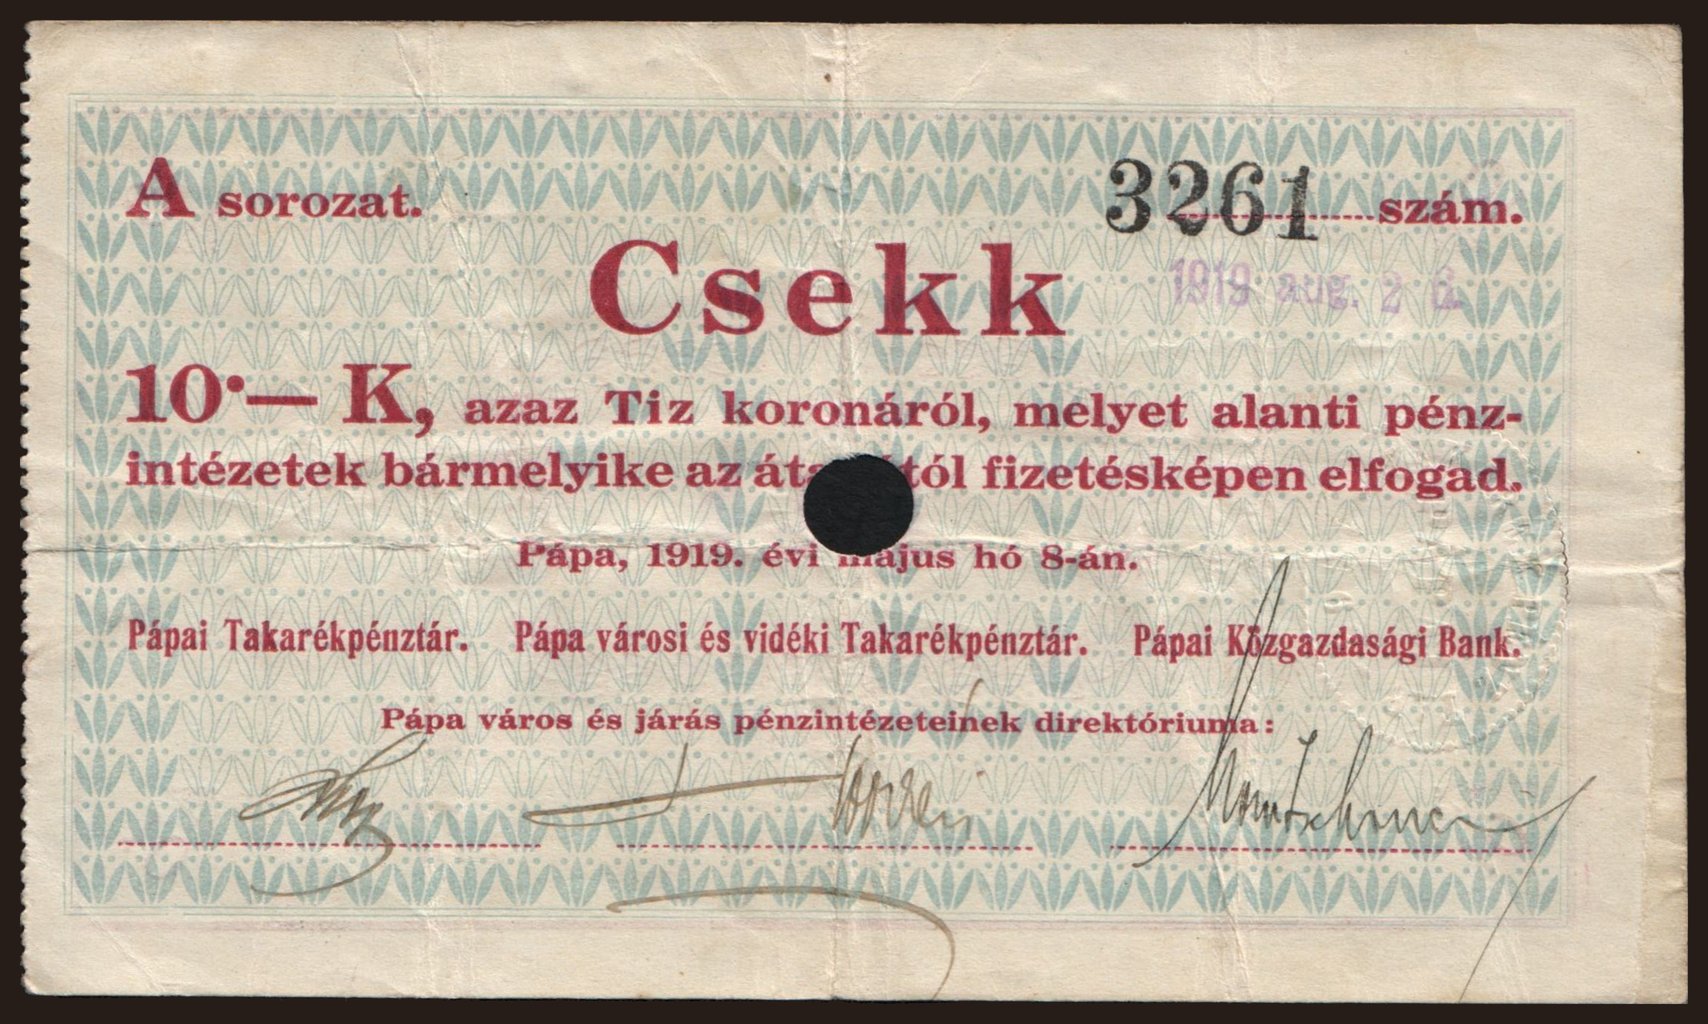 A sorozat. 3261 szám.
Csekk
1919 aug. 2
10·— K, azaz Tiz koronáról, melyet alanti pénz-
intézetek bármelyike az fizetésképen elfogad.
Pápa, 1919. évi május hó 8-án.
Pápai Takarékpénztár. Pápa városi és vidéki Takarékpénztár. Pápai Közgazdasági Bank.
Pápa város és járás pénzintézeteinek direktóriuma: